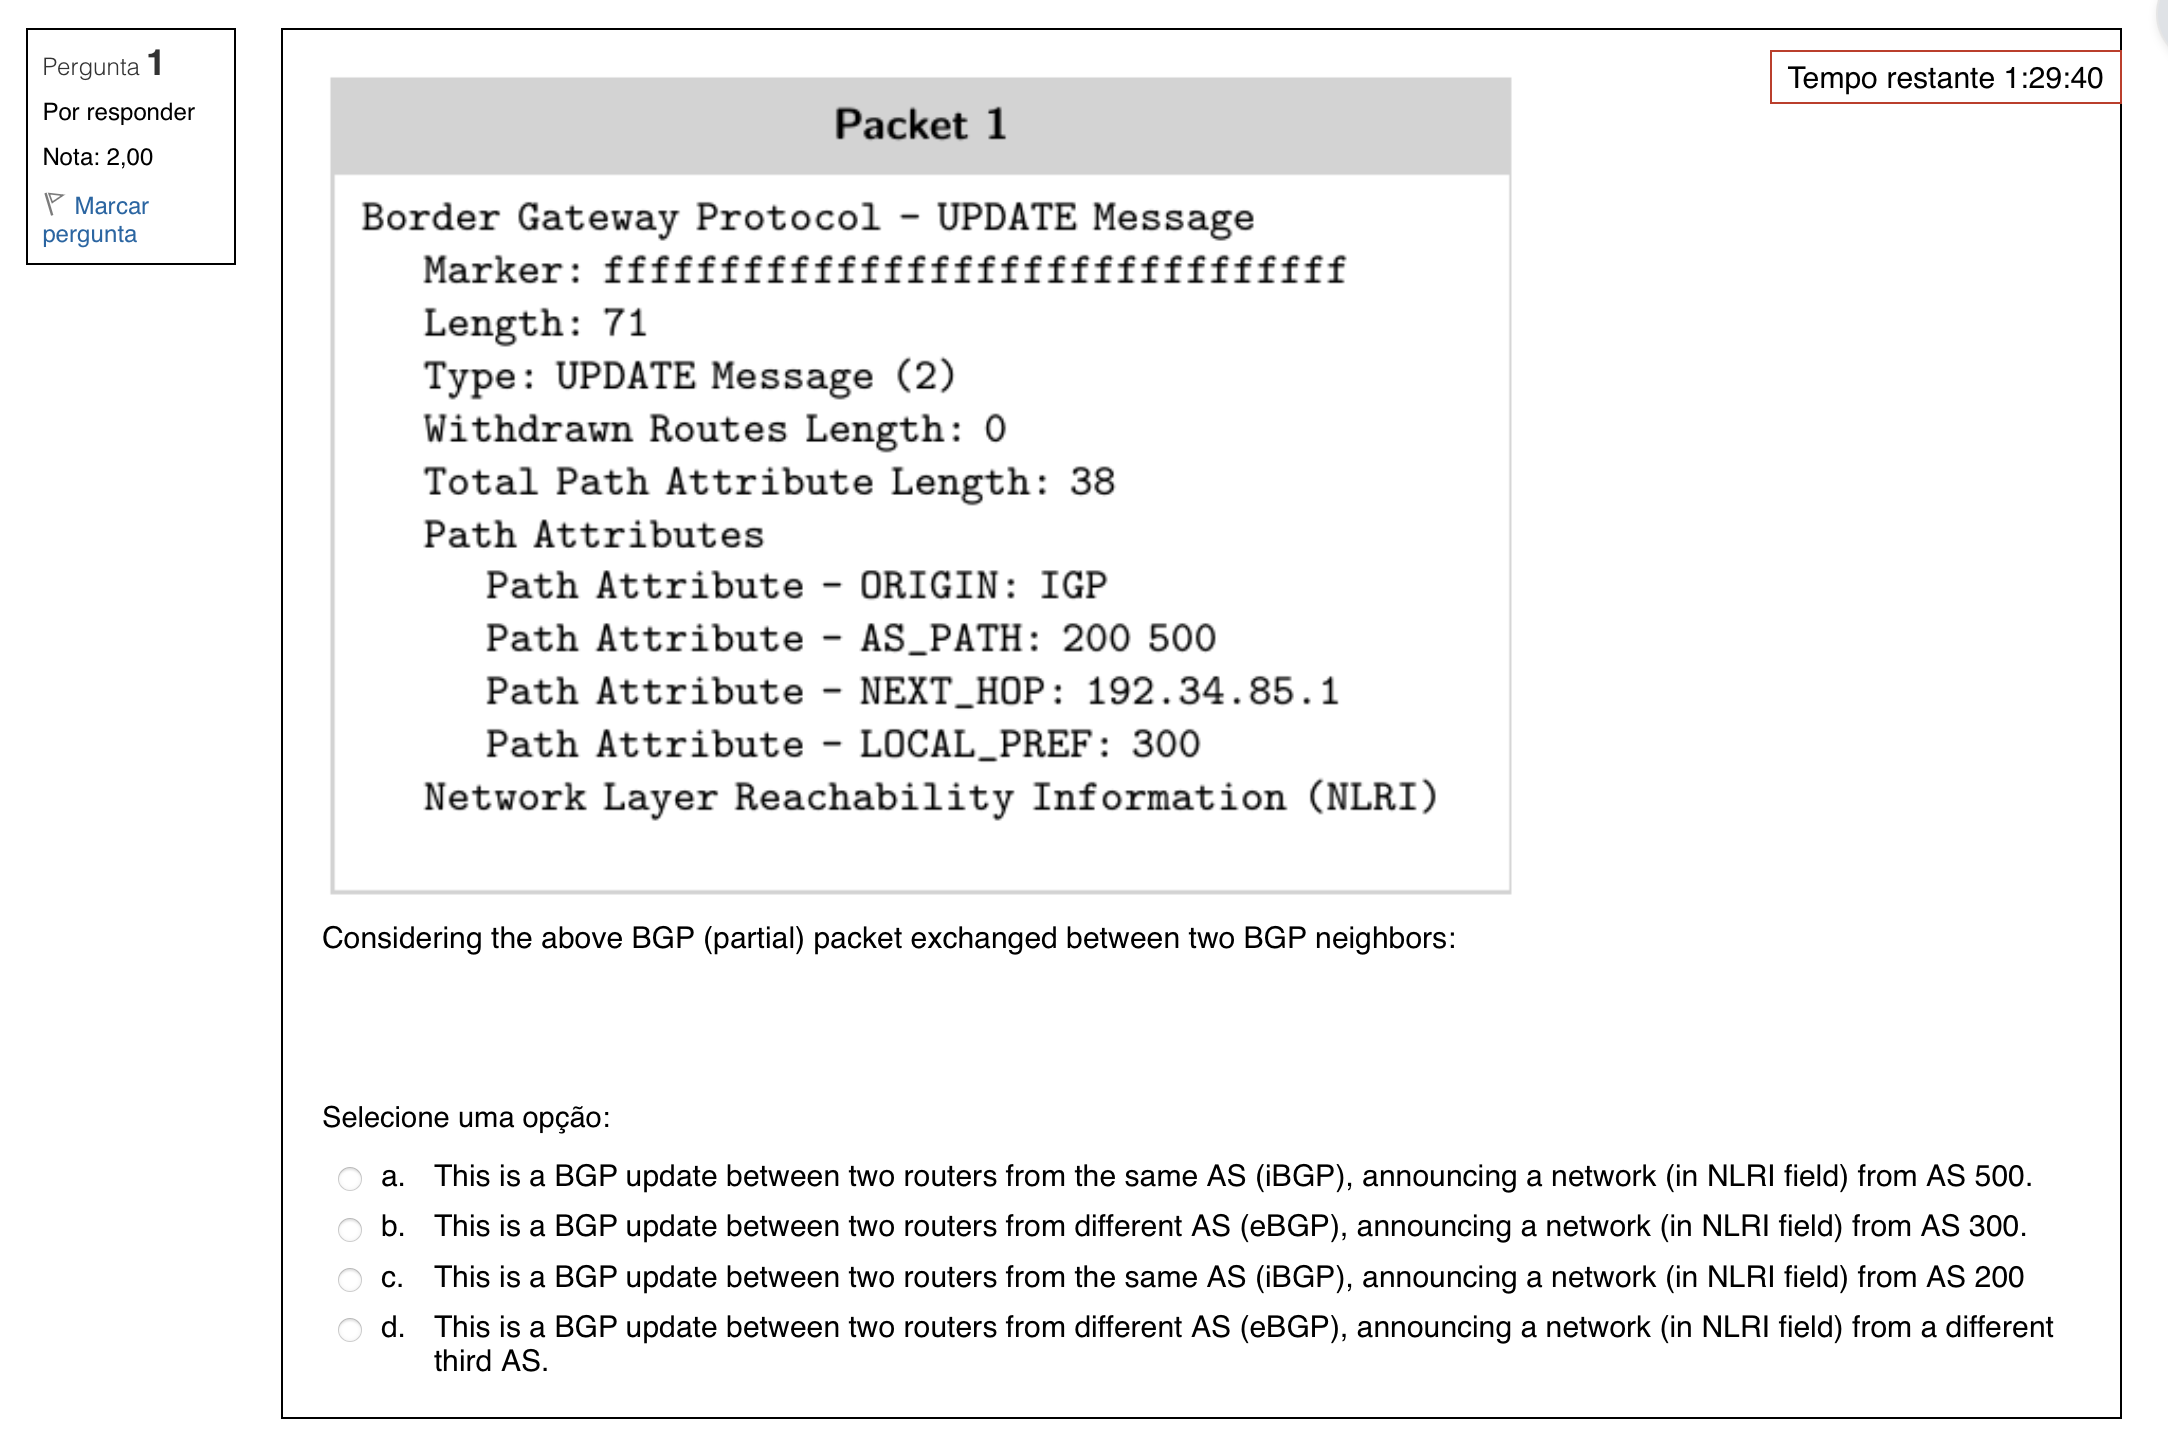 Pergunta 1
Por responder
Nota: 2,00
Marcar
pergunta
Tempo restante 1:29:40
Packet 1
Border Gateway Protocol - UPDATE Message
Marker: ffffffffffffffffffffffffffffffff
Length: 71
Type: UPDATE Message (2)
Withdrawn Routes Length: 0
Total Path Attribute Length: 38
Path Attributes
Path Attribute - ORIGIN: IGP
Path Attribute - AS_PATH: 200 500
Path Attribute - NEXT_HOP: 192.34.85.1
Path Attribute - LOCAL_PREF: 300
Network Layer Reachability Information (NLRI)
Considering the above BGP (partial) packet exchanged between two BGP neighbors:
Selecione uma opção:
a. This is a BGP update between two routers from the same AS (iBGP), announcing a network (in NLRI field) from AS 500.
b. This is a BGP update between two routers from different AS (eBGP), announcing a network (in NLRI field) from AS 300.
c. This is a BGP update between two routers from the same AS (iBGP), announcing a network (in NLRI field) from AS 200
d. This is a BGP update between two routers from different AS (eBGP), announcing a network (in NLRI field) from a different
third AS.